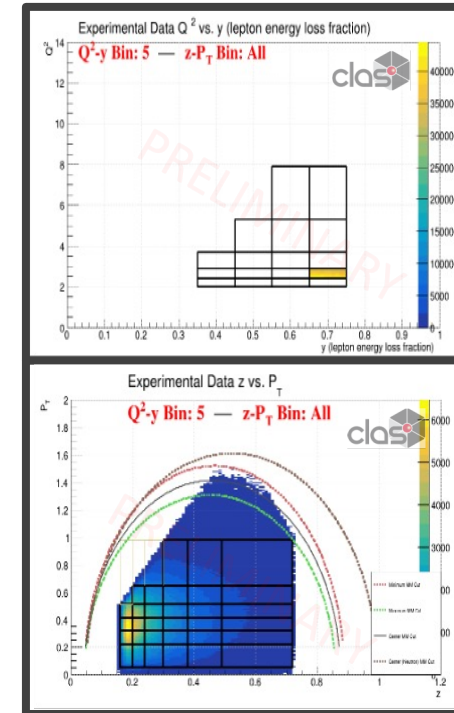 Experimental Data Q² vs. y (lepton energy loss fraction)
Q²-y Bin: 5 — z-P_T Bin: All
clas
PRELIMINARY
Q²
14
12
10
8
6
4
2
0
0 0.1 0.2 0.3 0.4 0.5 0.6 0.7 0.8 0.9 1
y (lepton energy loss fraction)
40000
35000
30000
25000
20000
15000
10000
5000
0
Experimental Data z vs. P_T
Q²-y Bin: 5 — z-P_T Bin: All
clas
P_T
2
1.8
1.6
1.4
1.2
1
0.8
0.6
0.4
0.2
0
0 0.2 0.4 0.6 0.8 1 1.2
z
6000
5000
4000
3000